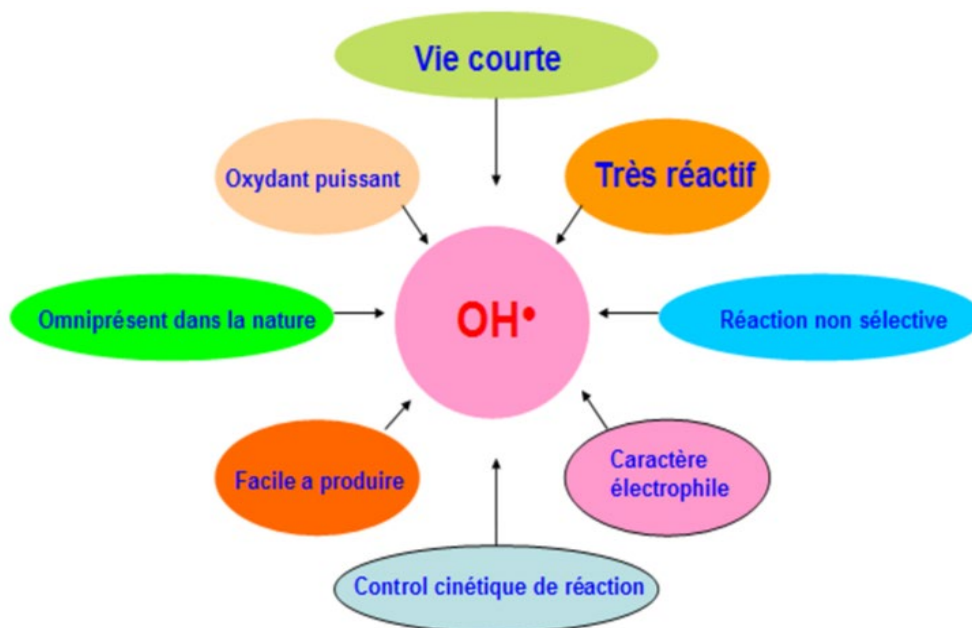 Vie courte
Oxydant puissant
Très réactif
Omniprésent dans la nature
OH•
Réaction non sélective
Facile a produire
Caractère
électrophile
Control cinétique de réaction